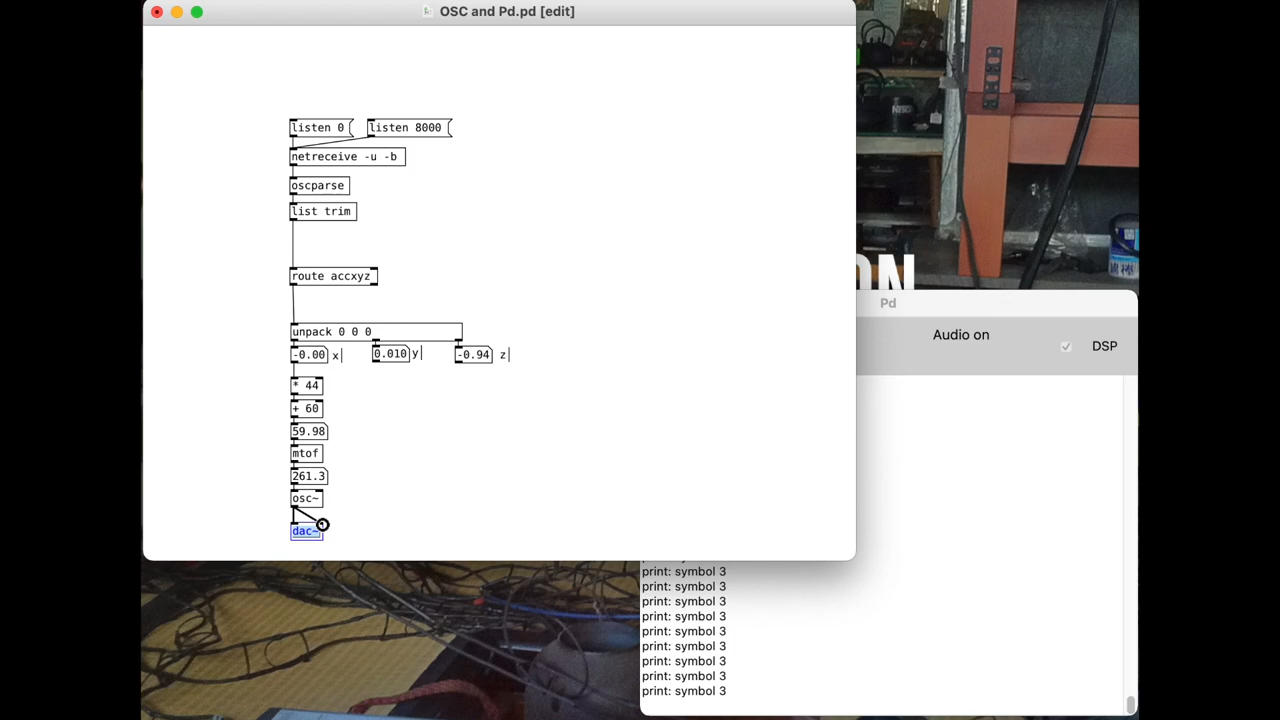 OSC and Pd.pd [edit]
listen 0
listen 8000
netreceive -u -b
oscparse
list trim
route accxyz
unpack 0 0 0
-0.00 x
0.010 y
-0.94 z
* 44
+ 60
59.98
mtof
261.3
osc~
dac~
ON
Pd
Audio on
DSP
print: symbol 3
print: symbol 3
print: symbol 3
print: symbol 3
print: symbol 3
print: symbol 3
print: symbol 3
print: symbol 3
print: symbol 3